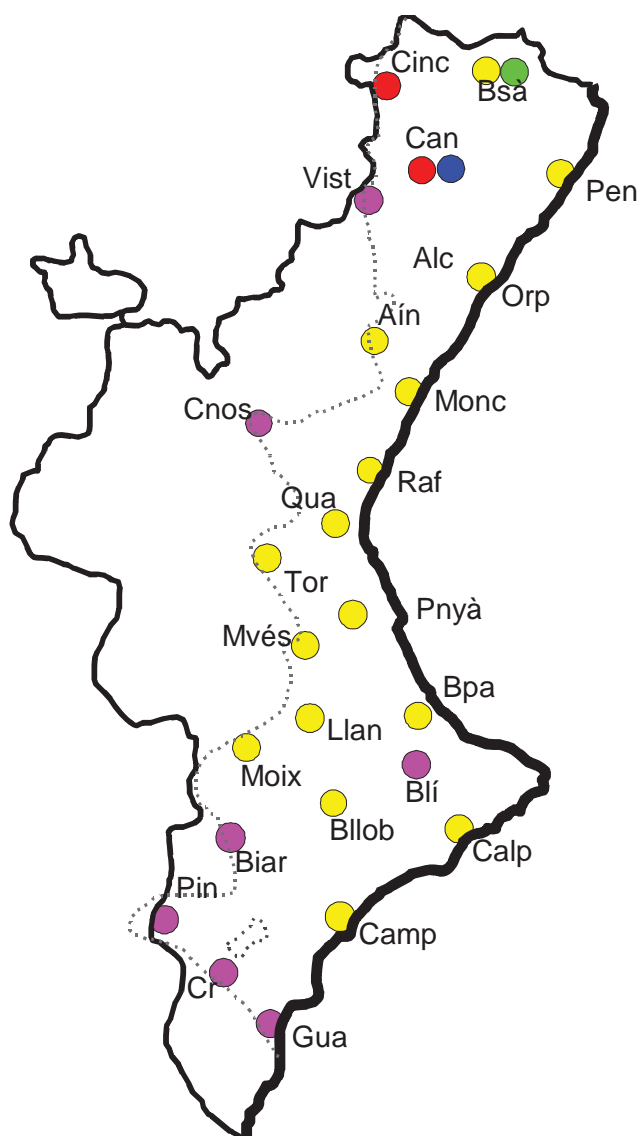 Cinc
Bsà
Can
Vist
Pen
Alc
Orp
Aín
Monc
Cnos
Raf
Qua
Tor
Pnyà
Mvés
Bpa
Llan
Moix
Blí
Bllob
Calp
Biar
Pin
Camp
Cr
Gua